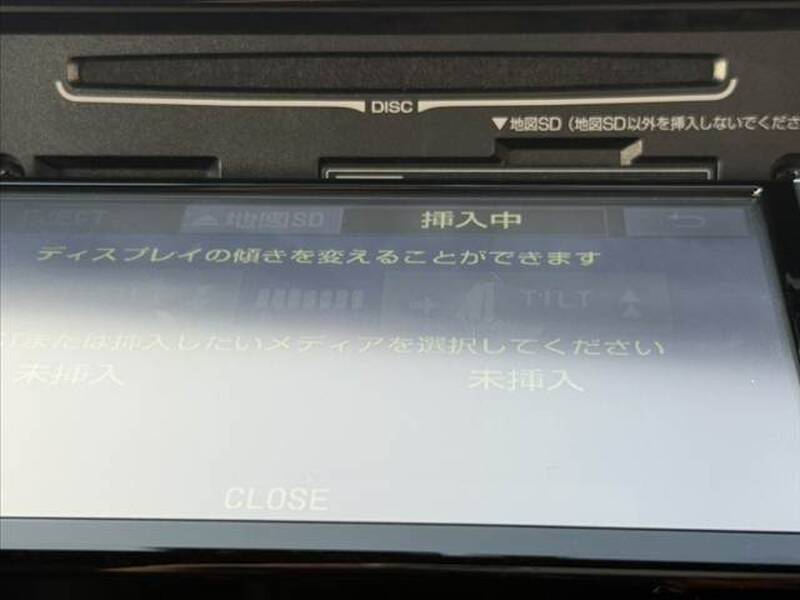 DISC
▼地図SD（地図SD以外を挿入しないでくださ
EJECT ▲地図SD 挿入中
ディスプレイの傾きを変えることができます
+ TILT
または挿入したいメディアを選択してください
未挿入 未挿入
CLOSE